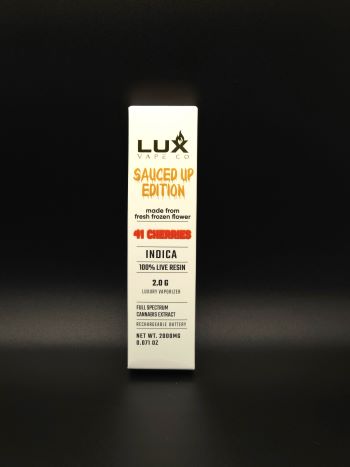 LUX
VAPE CO
SAUCED UP
EDITION
made from
fresh frozen flower
41 CHERRIES
INDICA
100% LIVE RESIN
2.0 G
LUXURY VAPORIZER
FULL SPECTRUM
CANNABIS EXTRACT
RECHARGEABLE BATTERY
NET WT. 2000MG
0.071 OZ